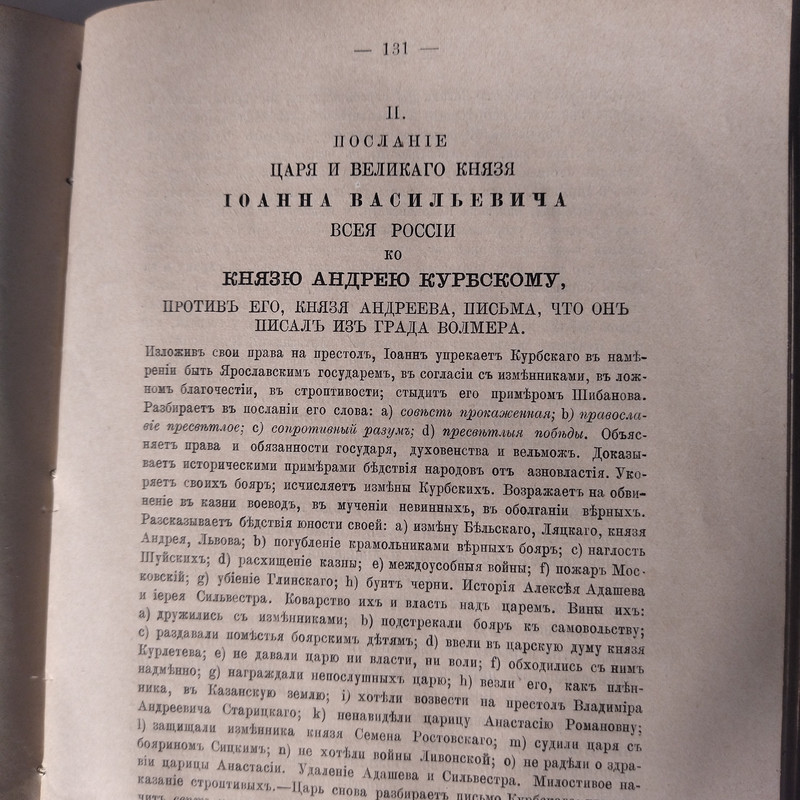 — 131 —
II.
ПОСЛАНІЕ
ЦАРЯ И ВЕЛИКАГО КНЯЗЯ
ІОАННА ВАСИЛЬЕВИЧА
ВСЕЯ РОССІИ
КО
КНЯЗЮ АНДРЕЮ КУРБСКОМУ,
ПРОТИВЪ ЕГО, КНЯЗЯ АНДРЕЕВА, ПИСЬМА, ЧТО ОНЪ
ПИСАЛЪ ИЗЪ ГРАДА ВОЛМЕРА.
Изложивъ свои права на престолъ, Іоаннъ упрекаетъ Курбскаго въ намѣ-
реніи быть Ярославскимъ государемъ, въ согласіи съ измѣнниками, въ лож-
номъ благочестіи, въ строптивости; стыдитъ его примѣромъ Шибанова.
Разбираетъ въ посланіи его слова: a) совѣсть прокаженная; b) правосла-
віе пресвѣтлое; c) сопротивный разумъ; d) пресвѣтлыя побѣды. Объяс-
няетъ права и обязанности государя, духовенства и вельможъ. Доказы-
ваетъ историческими примѣрами бѣдствія народовъ отъ азновластія. Уко-
ряетъ своихъ бояръ; исчисляетъ измѣны Курбскихъ. Возражаетъ на обви-
неніе въ казни воеводъ, въ мученіи невинныхъ, въ оболганіи вѣрныхъ.
Разсказываетъ бѣдствія юности своей: a) измѣну Бѣльскаго, Ляцкаго, князя
Андрея, Львова; b) погубленіе крамольниками вѣрныхъ бояръ; c) наглость
Шуйскихъ; d) расхищеніе казны; e) междоусобныя войны; f) пожаръ Мос-
ковскій; g) убіеніе Глинскаго; h) бунтъ черни. Исторія Алексѣя Адашева
и іерея Сильвестра. Коварство ихъ и власть надъ царемъ. Вины ихъ:
a) дружились съ измѣнниками; b) подстрекали бояръ къ самовольству;
c) раздавали помѣстья боярскимъ дѣтямъ; d) ввели въ царскую думу князя
Курлетева; e) не давали царю ни власти, ни воли; f) обходились съ нимъ
надмѣнно; g) награждали непослушныхъ царю; h) везли его, какъ плѣн-
ника, въ Казанскую землю; i) хотѣли возвести на престолъ Владиміра
Андреевича Старицкаго; k) ненавидѣли царицу Анастасію Романовну;
l) защищали измѣнника князя Семена Ростовскаго; m) судили царя съ
бояриномъ Сицкимъ; n) не хотѣли войны Ливонской; o) не радѣли о здра-
віи царицы Анастасіи. Удаленіе Адашева и Сильвестра. Милостивое на-
казаніе строптивыхъ.—Царь снова разбираетъ письмо